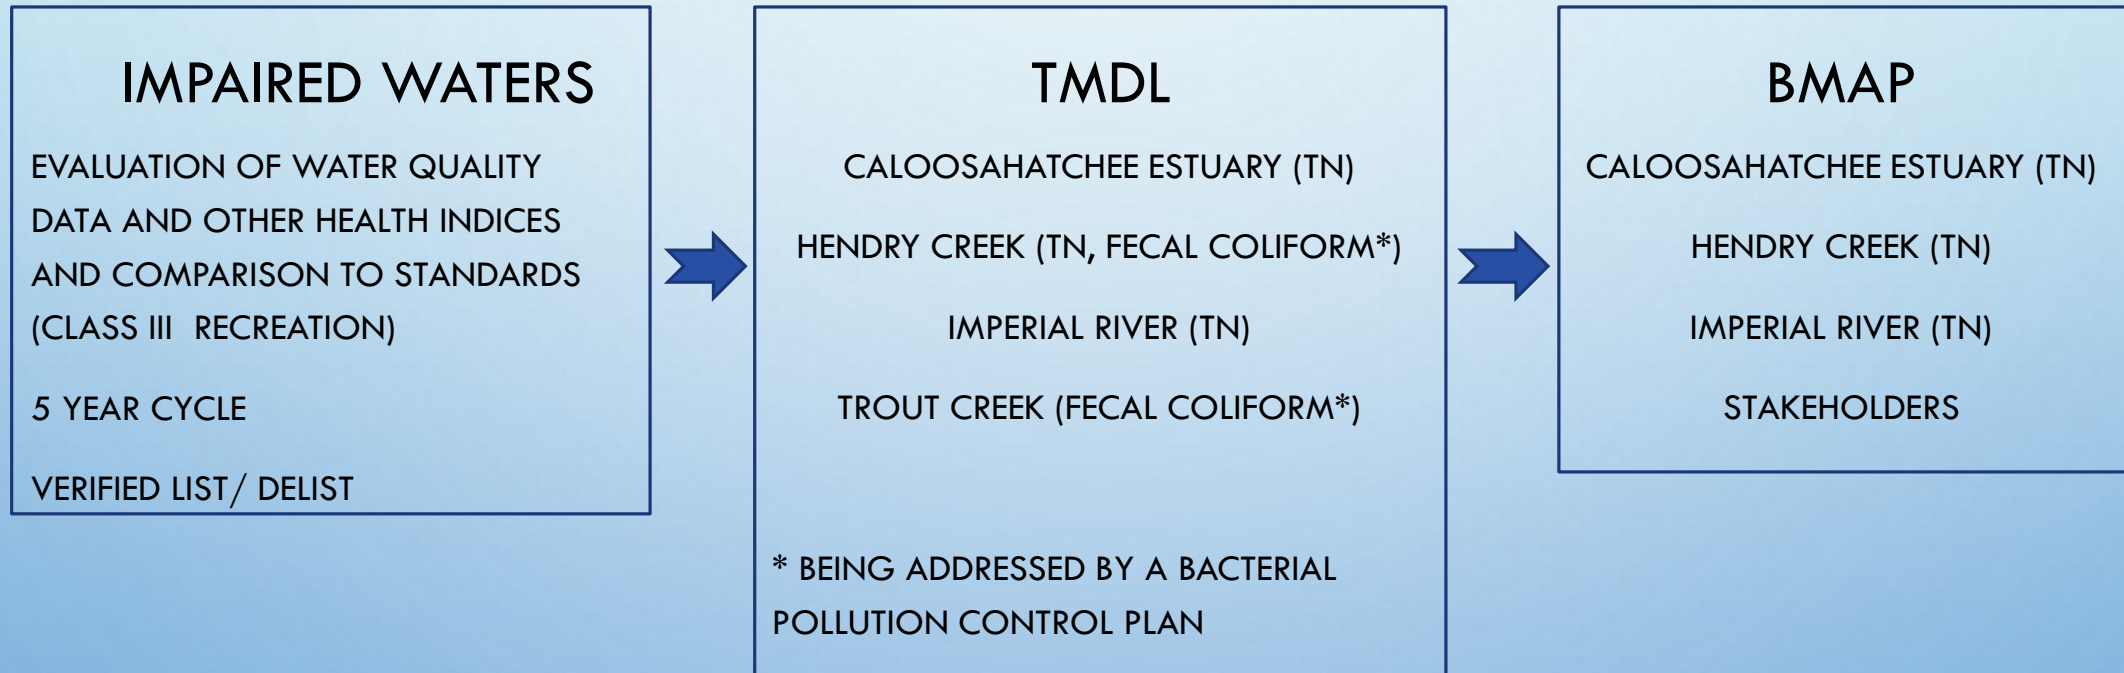 IMPAIRED WATERS
EVALUATION OF WATER QUALITY
DATA AND OTHER HEALTH INDICES
AND COMPARISON TO STANDARDS
(CLASS III RECREATION)
5 YEAR CYCLE
VERIFIED LIST/ DELIST
TMDL
CALOOSAHATCHEE ESTUARY (TN)
HENDRY CREEK (TN, FECAL COLIFORM*)
IMPERIAL RIVER (TN)
TROUT CREEK (FECAL COLIFORM*)
* BEING ADDRESSED BY A BACTERIAL
POLLUTION CONTROL PLAN
BMAP
CALOOSAHATCHEE ESTUARY (TN)
HENDRY CREEK (TN)
IMPERIAL RIVER (TN)
STAKEHOLDERS